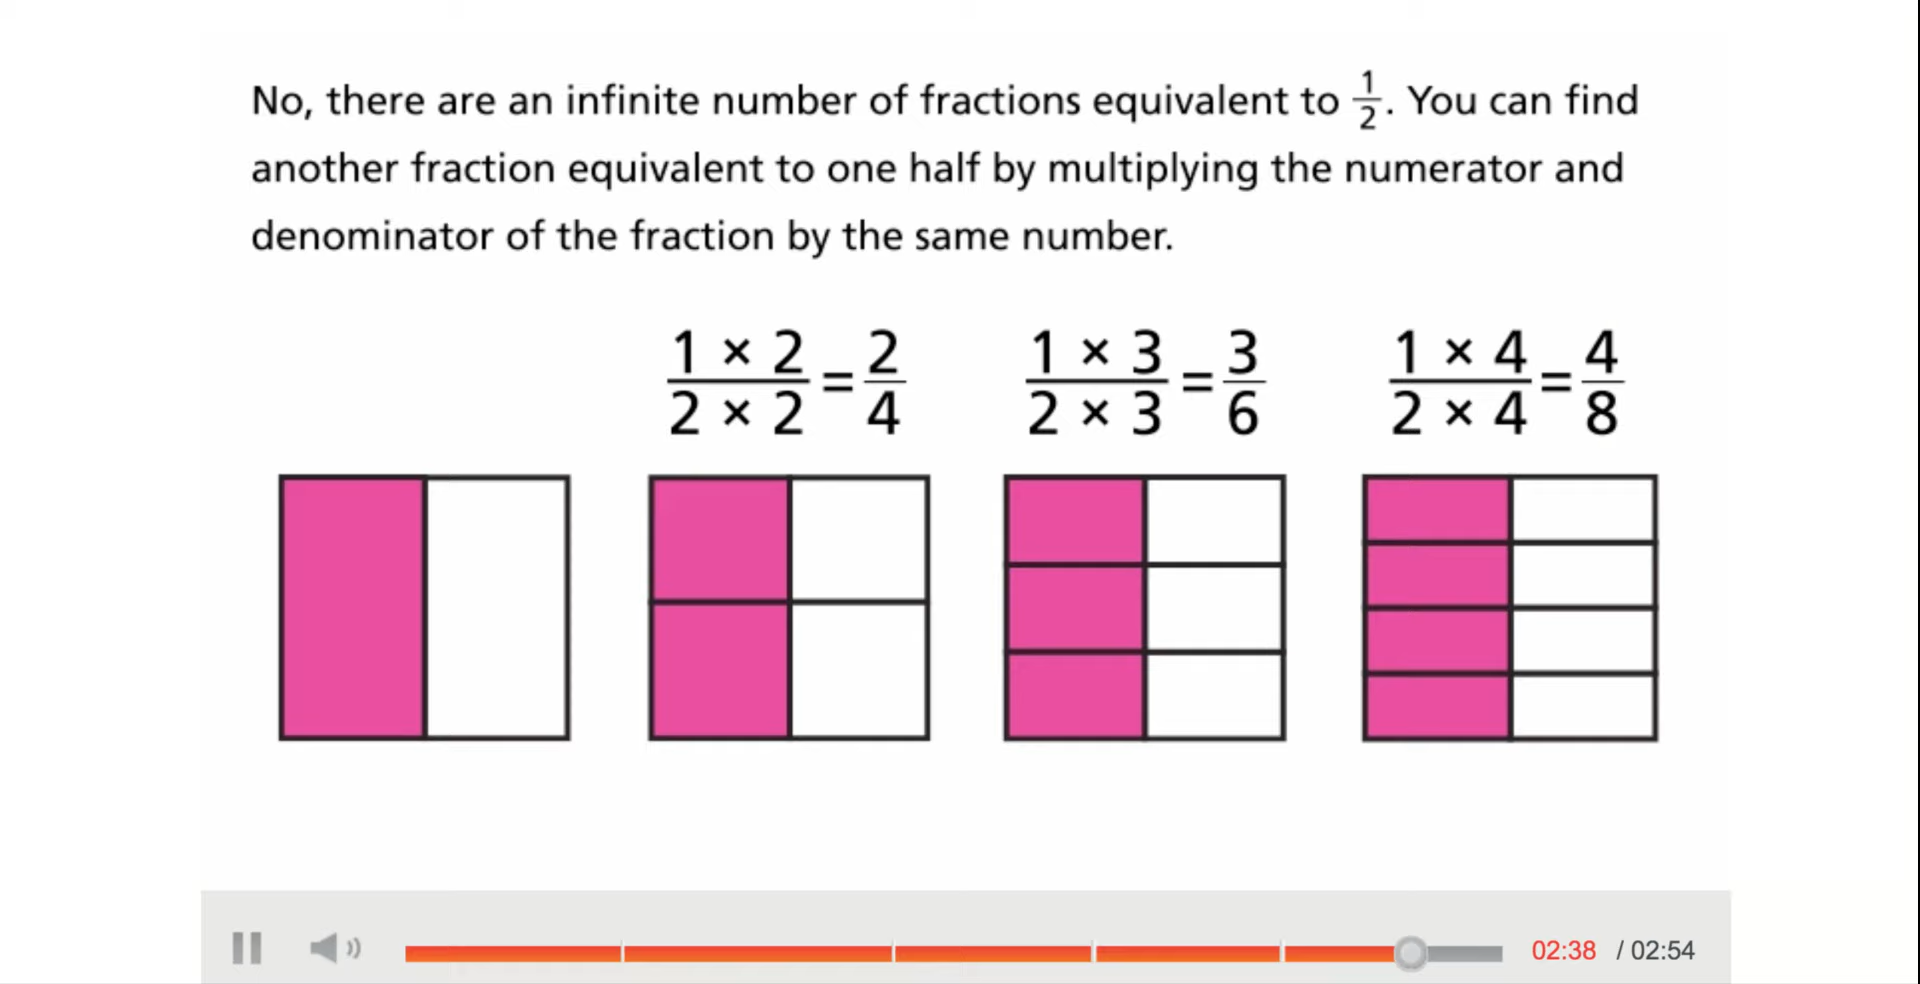 No, there are an infinite number of fractions equivalent to 1/2. You can find
another fraction equivalent to one half by multiplying the numerator and
denominator of the fraction by the same number.
1 × 2 / 2 × 2 = 2/4
1 × 3 / 2 × 3 = 3/6
1 × 4 / 2 × 4 = 4/8
02:38 / 02:54